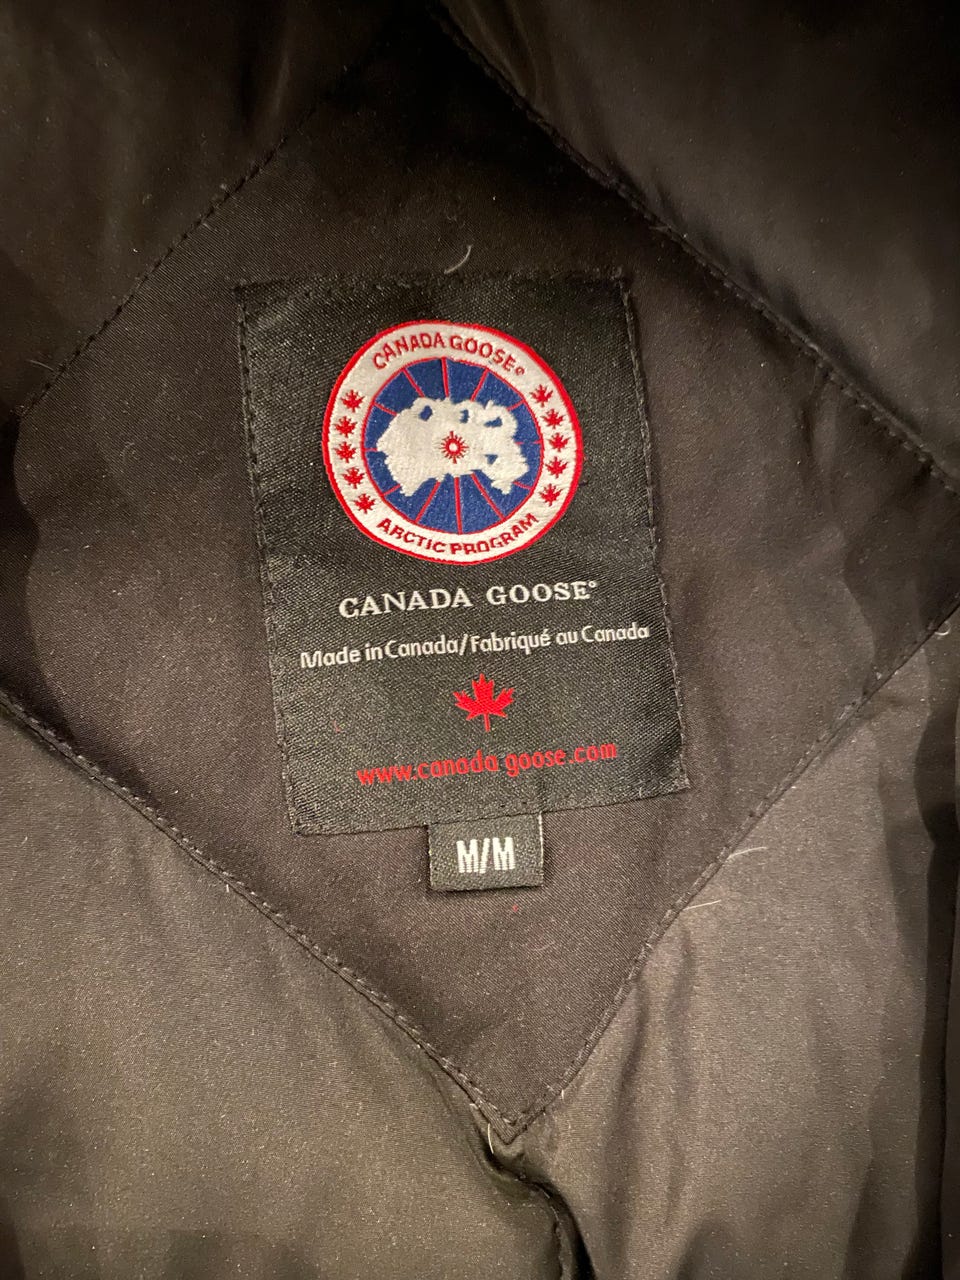 CANADA GOOSE®
ARCTIC PROGRAM
CANADA GOOSE®
Made in Canada/Fabriqué au Canada
www.canada goose.com
M/M